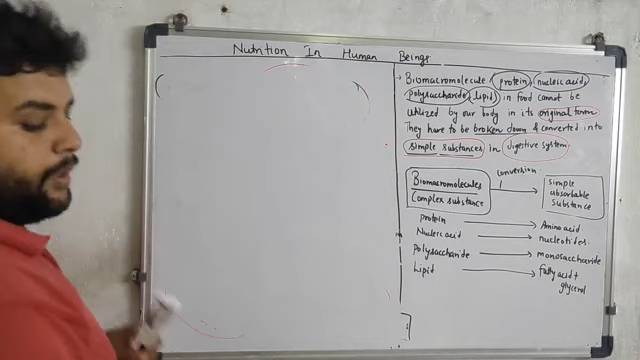 Nutrition In Human Beings
Biomacromolecule (protein, nucleic acid,
polysaccharide, lipid) in food cannot be
utilized by our body in its original form
They have to be broken down & converted into
simple substances in digestive system.
Biomacromolecules
Complex substance
conversion
simple
absorbable
substance
protein → Amino acid
Nucleic acid → nucleotides.
Polysaccharide → monosaccharide
Lipid → fatty acid +
glycerol